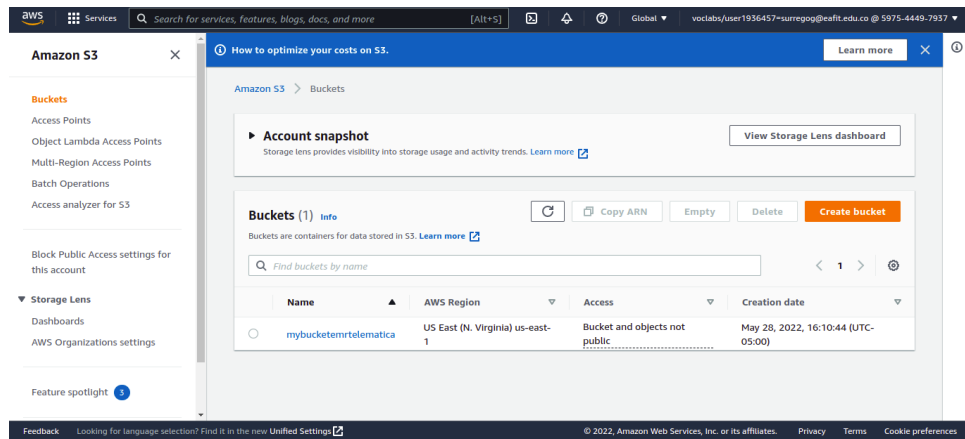 aws
Services
Search for services, features, blogs, docs, and more
[Alt+S]
Global ▼
voclabs/user1936457=surregog@eafit.edu.co @ 5975-4449-7937 ▼
Amazon S3
Buckets
Access Points
Object Lambda Access Points
Multi-Region Access Points
Batch Operations
Access analyzer for S3
Block Public Access settings for
this account
▼ Storage Lens
Dashboards
AWS Organizations settings
Feature spotlight 3
How to optimize your costs on S3.
Learn more
Amazon S3 > Buckets
▶ Account snapshot
Storage lens provides visibility into storage usage and activity trends. Learn more
View Storage Lens dashboard
Buckets (1) Info
Buckets are containers for data stored in S3. Learn more
Copy ARN
Empty
Delete
Create bucket
Find buckets by name
< 1 >
Name ▲ AWS Region Access Creation date
mybucketemrtelematica
US East (N. Virginia) us-east-
1
Bucket and objects not
public
May 28, 2022, 16:10:44 (UTC-
05:00)
Feedback Looking for language selection? Find it in the new Unified Settings
© 2022, Amazon Web Services, Inc. or its affiliates. Privacy Terms Cookie preferences